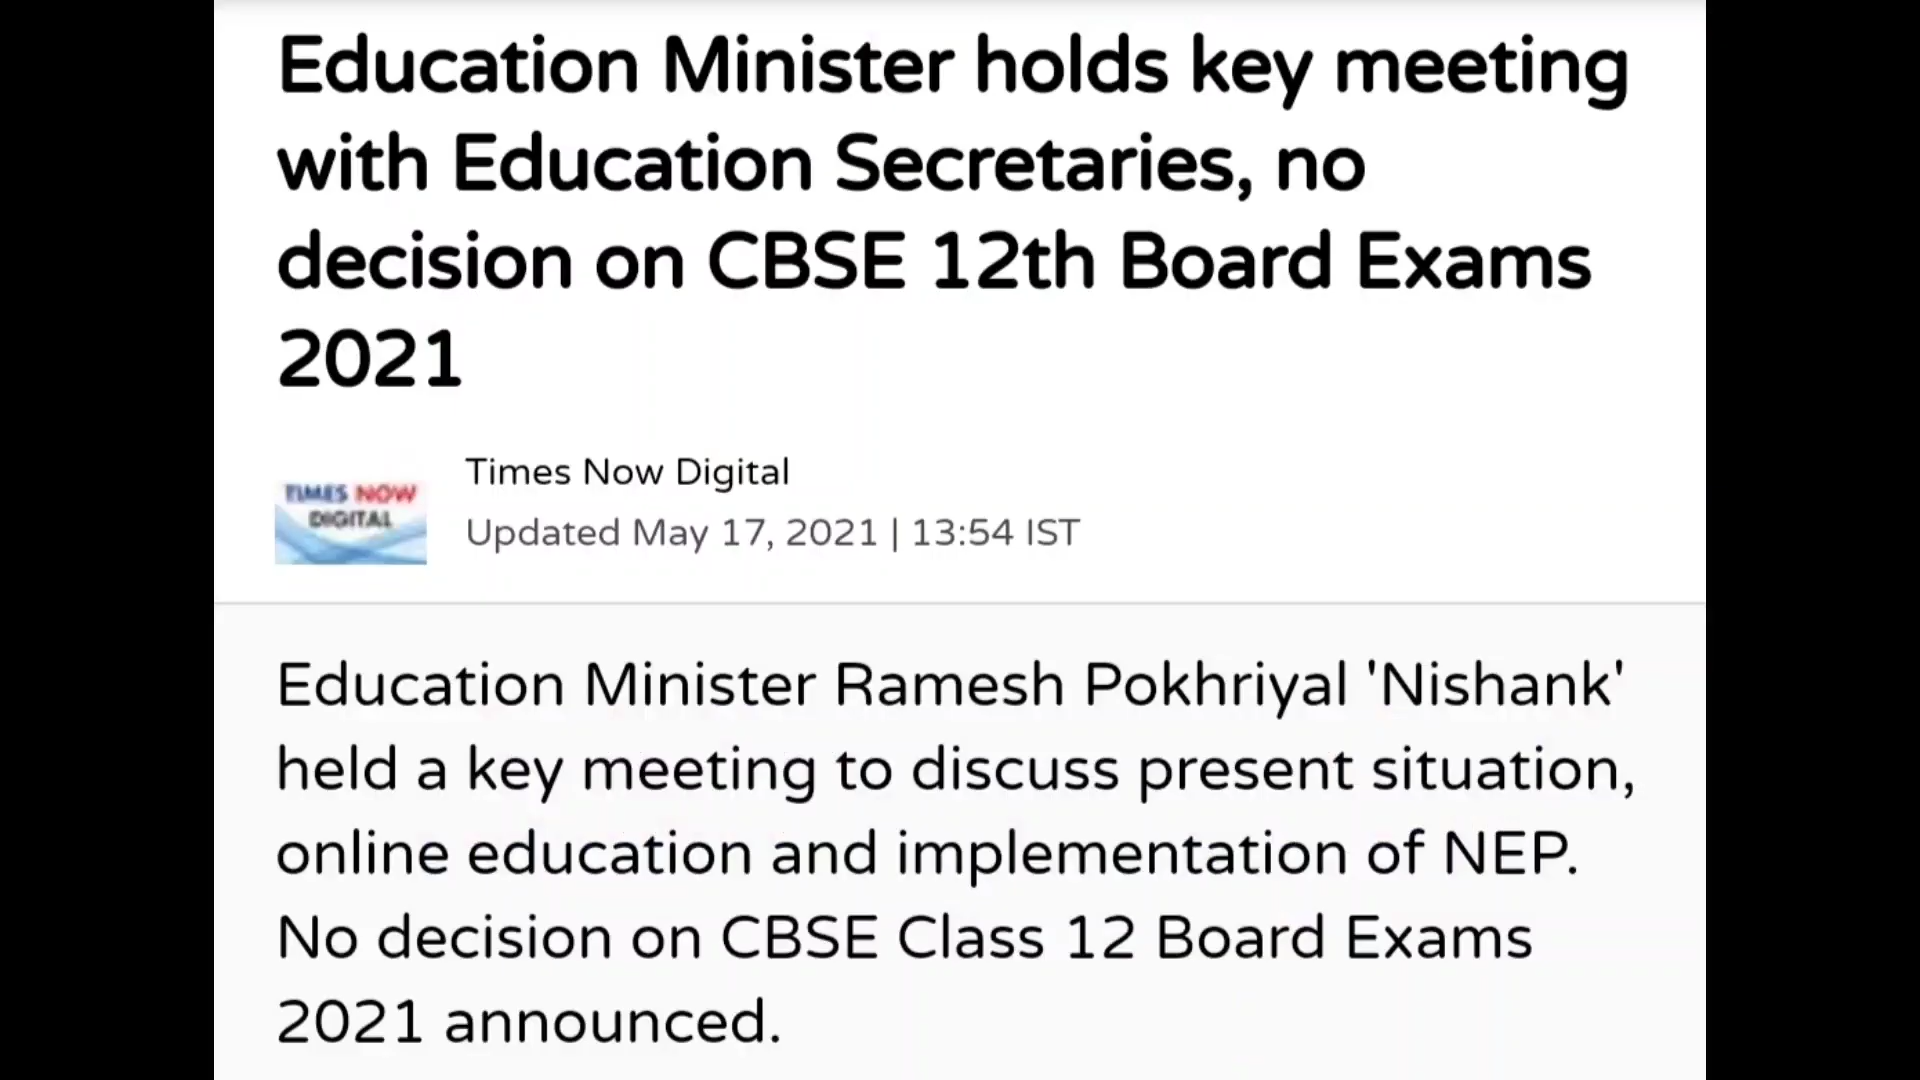 Education Minister holds key meeting
with Education Secretaries, no
decision on CBSE 12th Board Exams
2021
Times Now Digital
TIMES NOW
DIGITAL
Updated May 17, 2021 | 13:54 IST
Education Minister Ramesh Pokhriyal 'Nishank'
held a key meeting to discuss present situation,
online education and implementation of NEP.
No decision on CBSE Class 12 Board Exams
2021 announced.